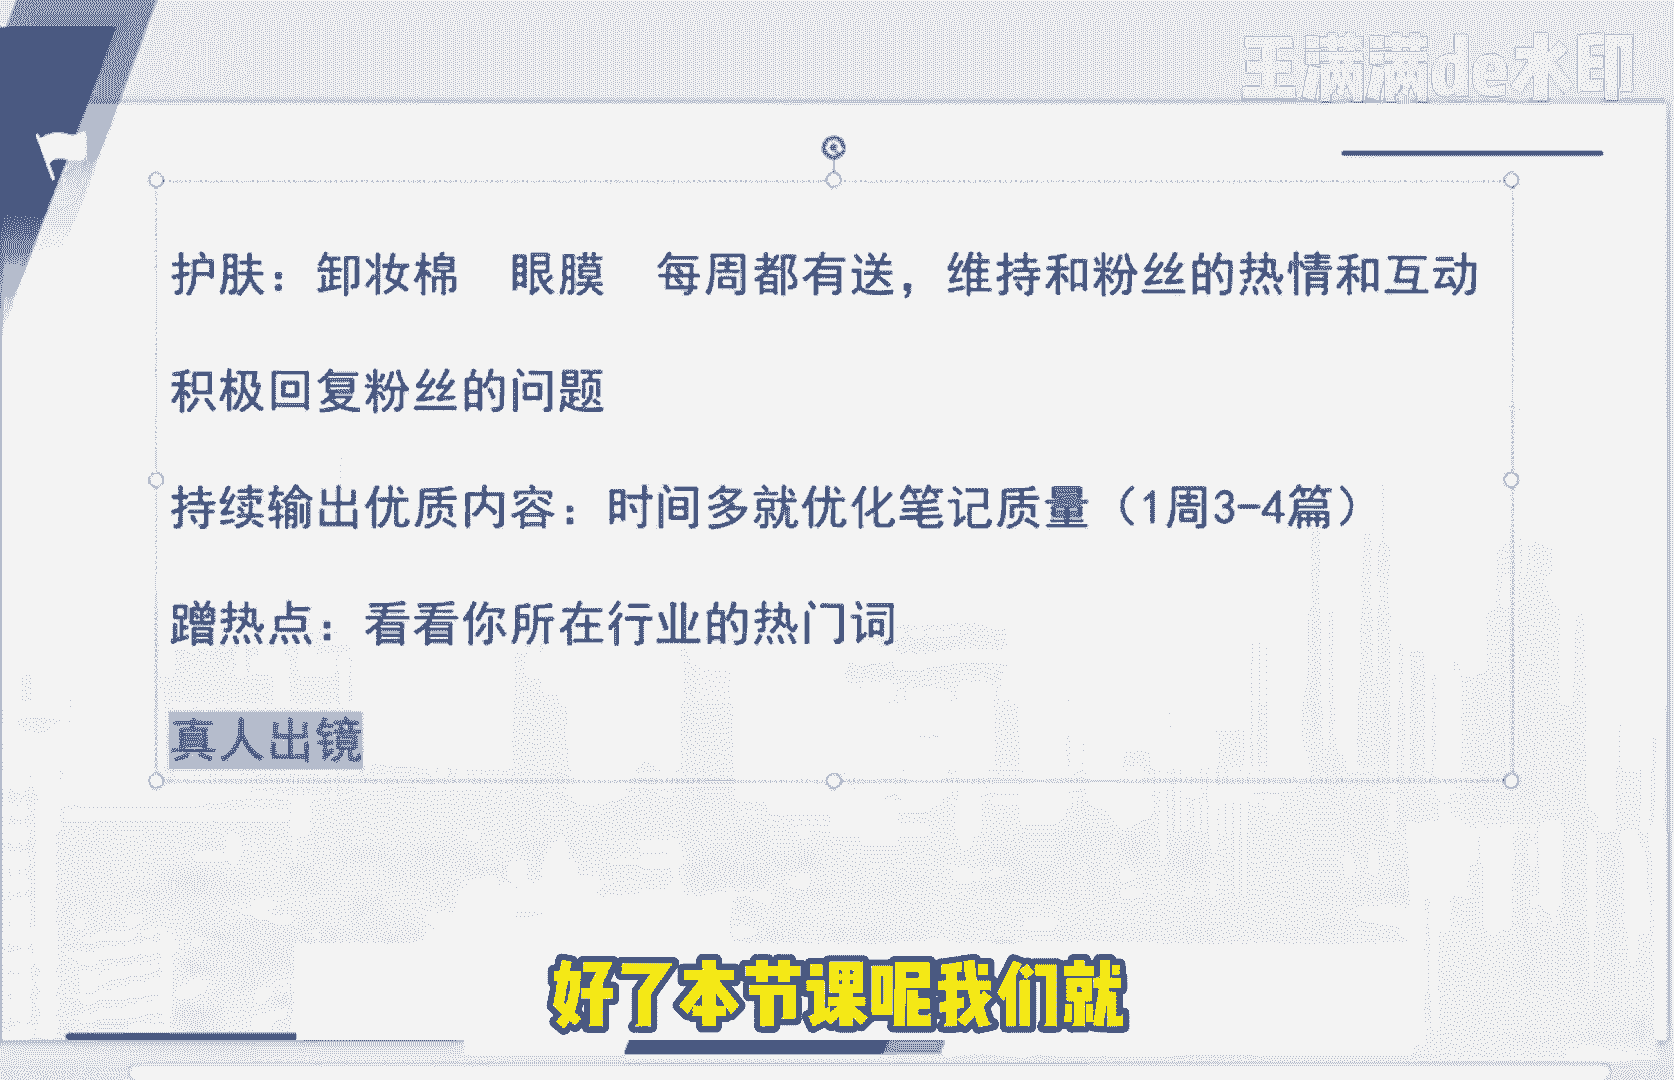 王满满de水印
护肤：卸妆棉　眼膜　每周都有送，维持和粉丝的热情和互动
积极回复粉丝的问题
持续输出优质内容：时间多就优化笔记质量（1周3-4篇）
蹭热点：看看你所在行业的热门词
真人出镜
好了本节课呢我们就